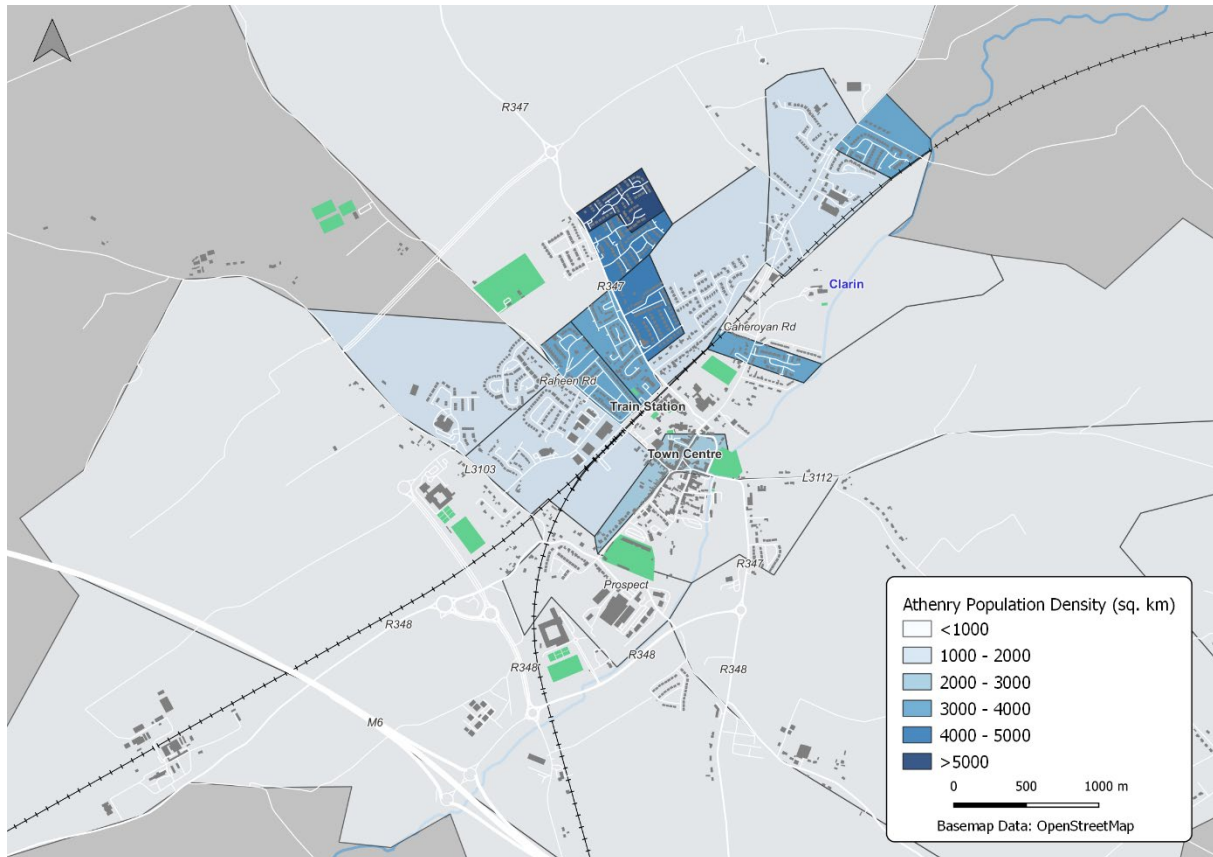 R347
Clarin
R347
Caheroyan Rd
Raheen Rd
Train Station
Town Centre
L3103
L3112
R347
Prospect
R348
R348
R348
R348
M6
Athenry Population Density (sq. km)
<1000
1000 - 2000
2000 - 3000
3000 - 4000
4000 - 5000
>5000
0 500 1000 m
Basemap Data: OpenStreetMap